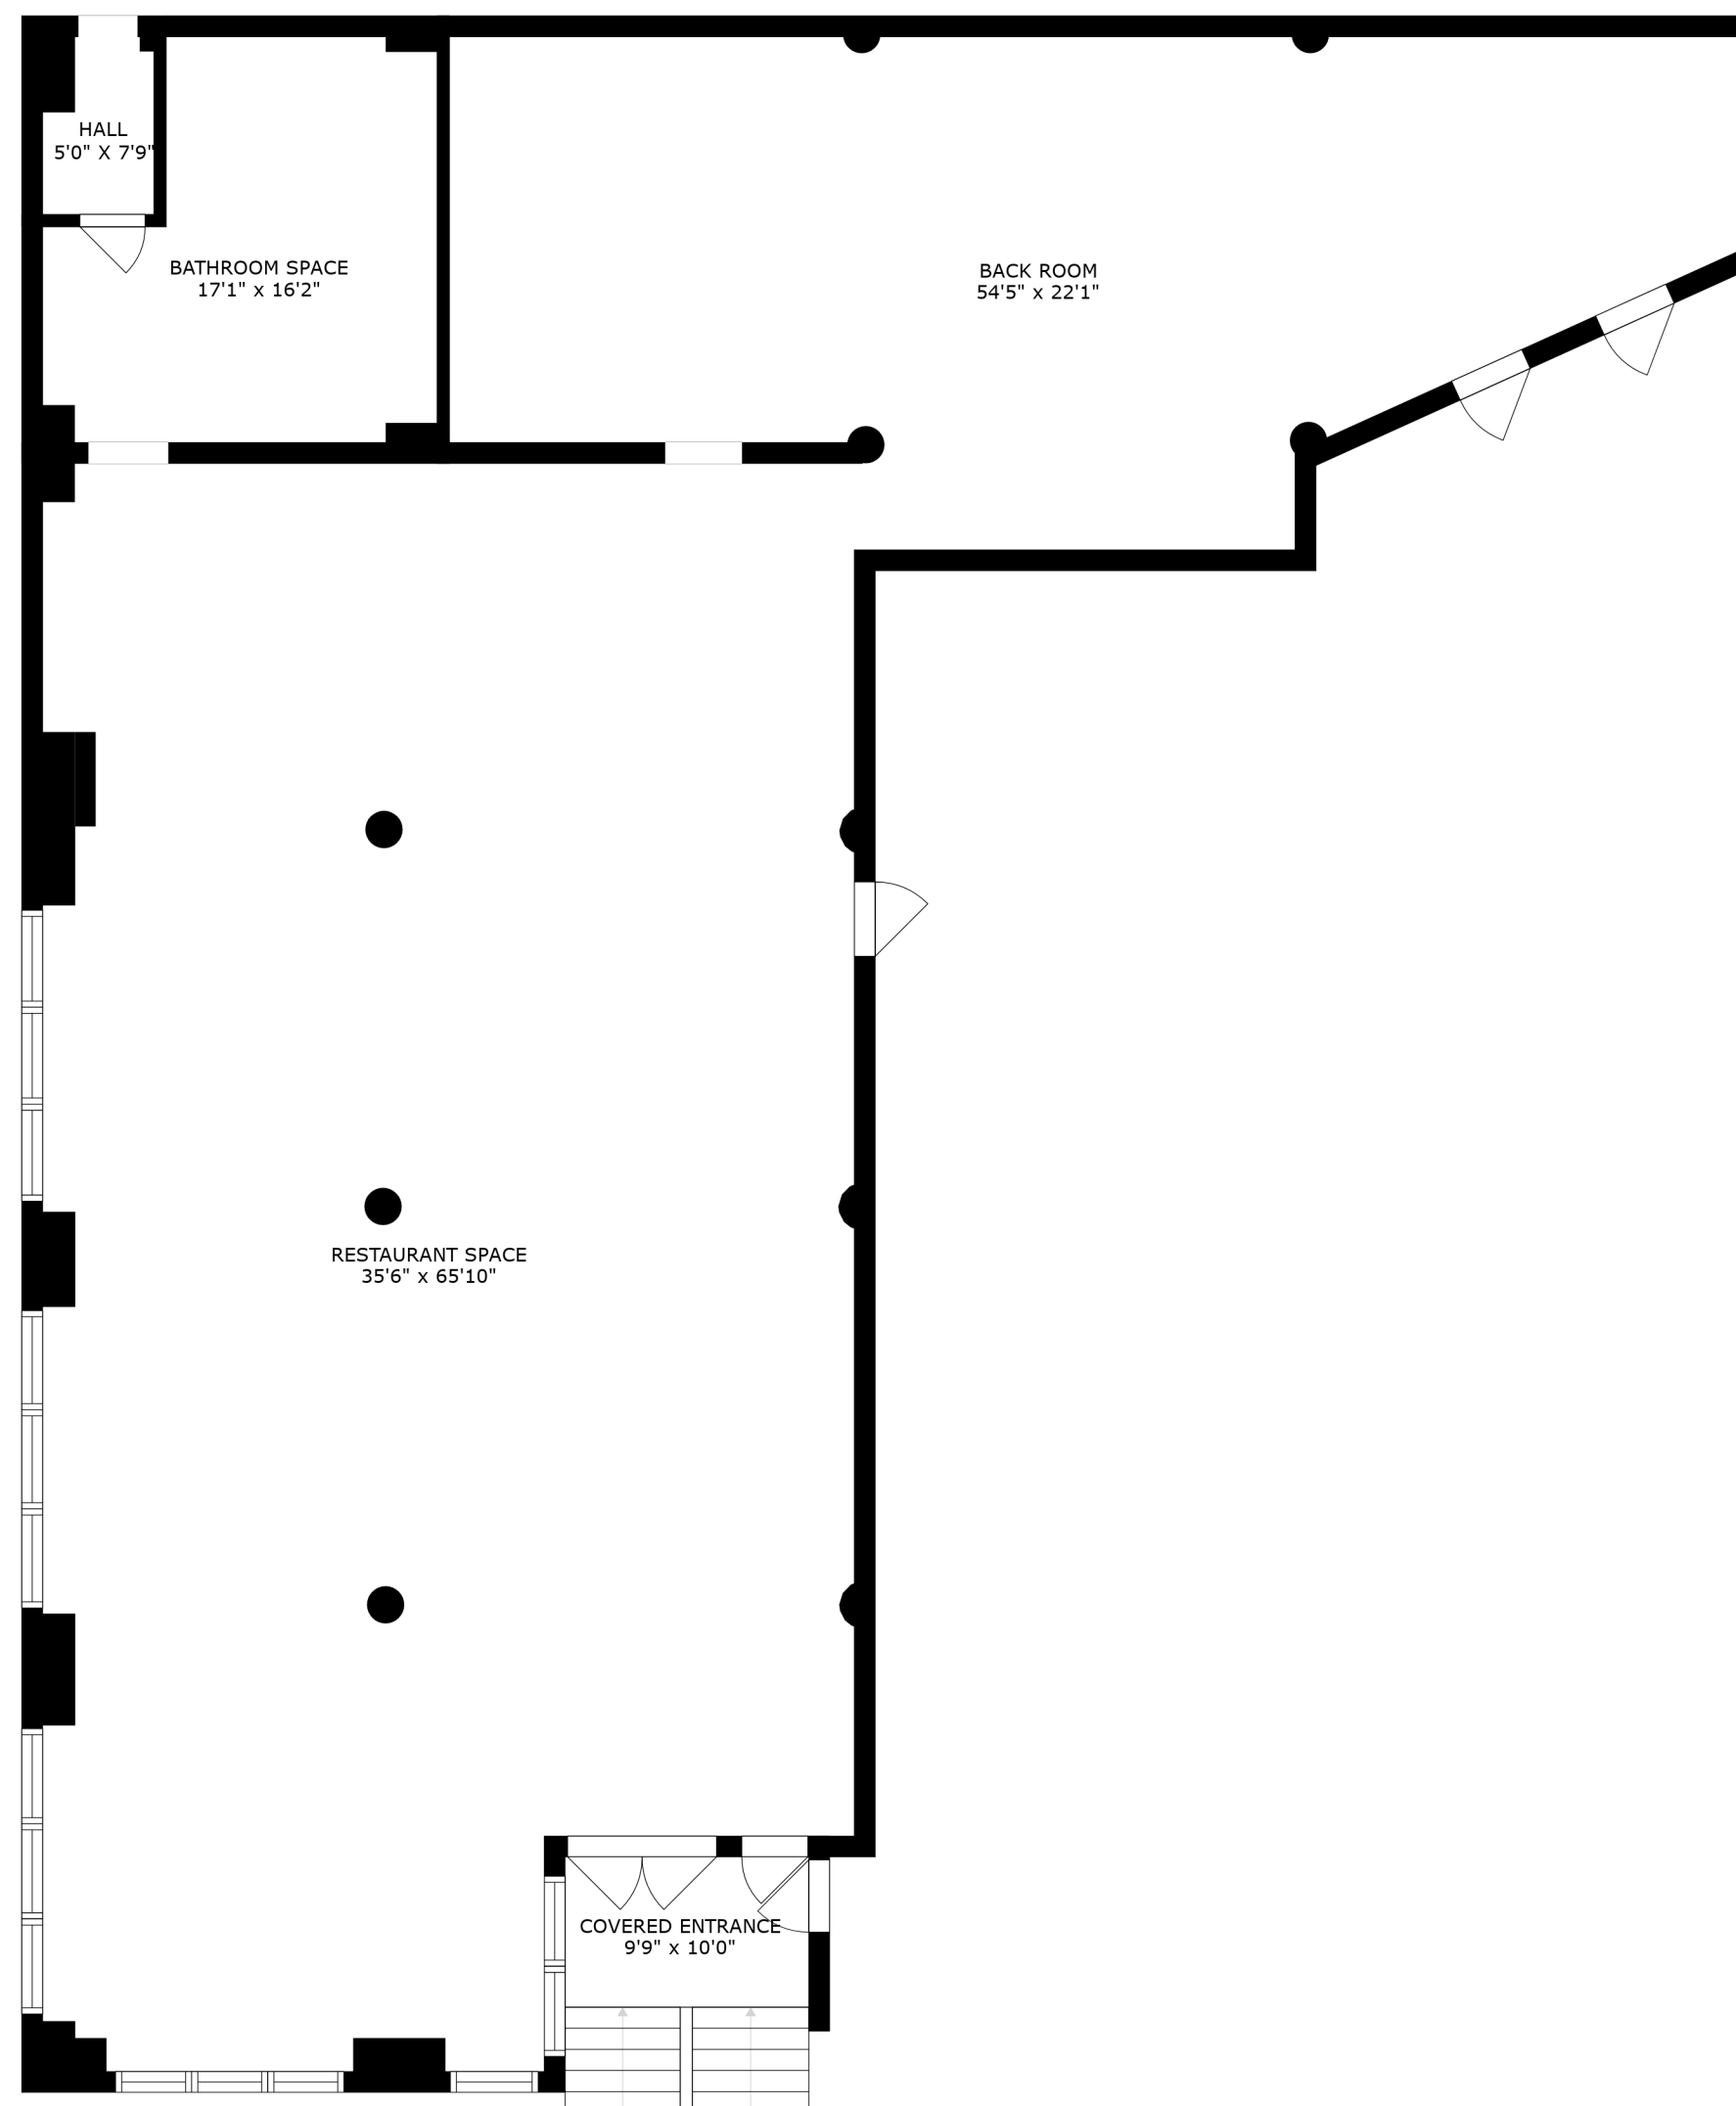 HALL
5'0" X 7'9"
BATHROOM SPACE
17'1" x 16'2"
BACK ROOM
54'5" x 22'1"
RESTAURANT SPACE
35'6" x 65'10"
COVERED ENTRANCE
9'9" x 10'0"